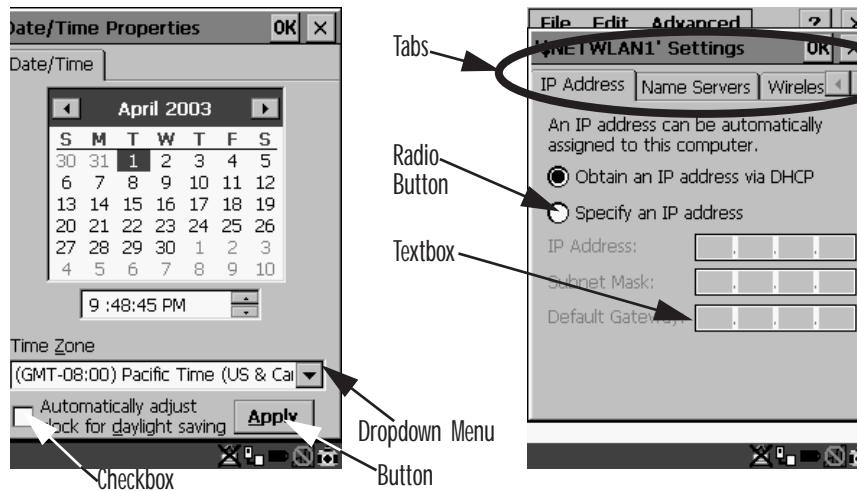 Date/Time Properties OK ×
Date/Time
April 2003
S M T W T F S
30 31 1 2 3 4 5
6 7 8 9 10 11 12
13 14 15 16 17 18 19
20 21 22 23 24 25 26
27 28 29 30 1 2 3
4 5 6 7 8 9 10
9 :48:45 PM
Time Zone
(GMT-08:00) Pacific Time (US & Ca
Automatically adjust
clock for daylight saving
Apply
Checkbox
Button
Dropdown Menu
Tabs
Radio
Button
Textbox
File Edit Advanced ? ×
'$NETWLAN1' Settings OK ×
IP Address Name Servers Wireles
An IP address can be automatically
assigned to this computer.
Obtain an IP address via DHCP
Specify an IP address
IP Address:
Subnet Mask:
Default Gateway: